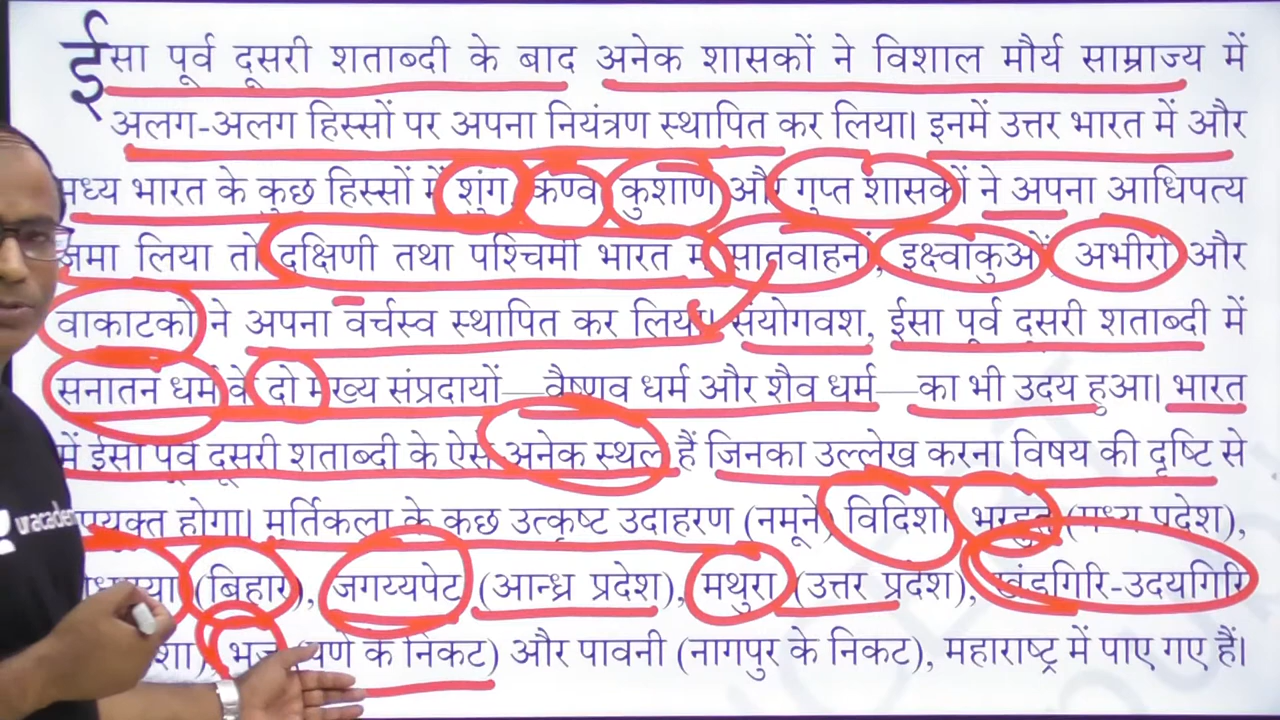 ईसा पूर्व दूसरी शताब्दी के बाद अनेक शासकों ने विशाल मौर्य साम्राज्य में
अलग-अलग हिस्सों पर अपना नियंत्रण स्थापित कर लिया। इनमें उत्तर भारत में और
मध्य भारत के कुछ हिस्सों में शुंग, कण्व कुशाण और गुप्त शासकों ने अपना आधिपत्य
जमा लिया तो दक्षिणी तथा पश्चिमी भारत में सातवाहनों, इक्ष्वाकुओं, अभीरों और
वाकाटकों ने अपना वर्चस्व स्थापित कर लिया। संयोगवश, ईसा पूर्व दूसरी शताब्दी में
सनातन धर्म के दो मुख्य संप्रदायों—वैष्णव धर्म और शैव धर्म—का भी उदय हुआ। भारत
में ईसा पूर्व दूसरी शताब्दी के ऐसे अनेक स्थल हैं जिनका उल्लेख करना विषय की दृष्टि से
होगा। मूर्तिकला के कुछ उत्कृष्ट उदाहरण (नमूने) विदिशा, भरहुत (मध्य प्रदेश),
(बिहार), जगय्यपेट (आन्ध्र प्रदेश), मथुरा (उत्तर प्रदेश), खंडगिरि-उदयगिरि
के निकट) और पावनी (नागपुर के निकट), महाराष्ट्र में पाए गए हैं।